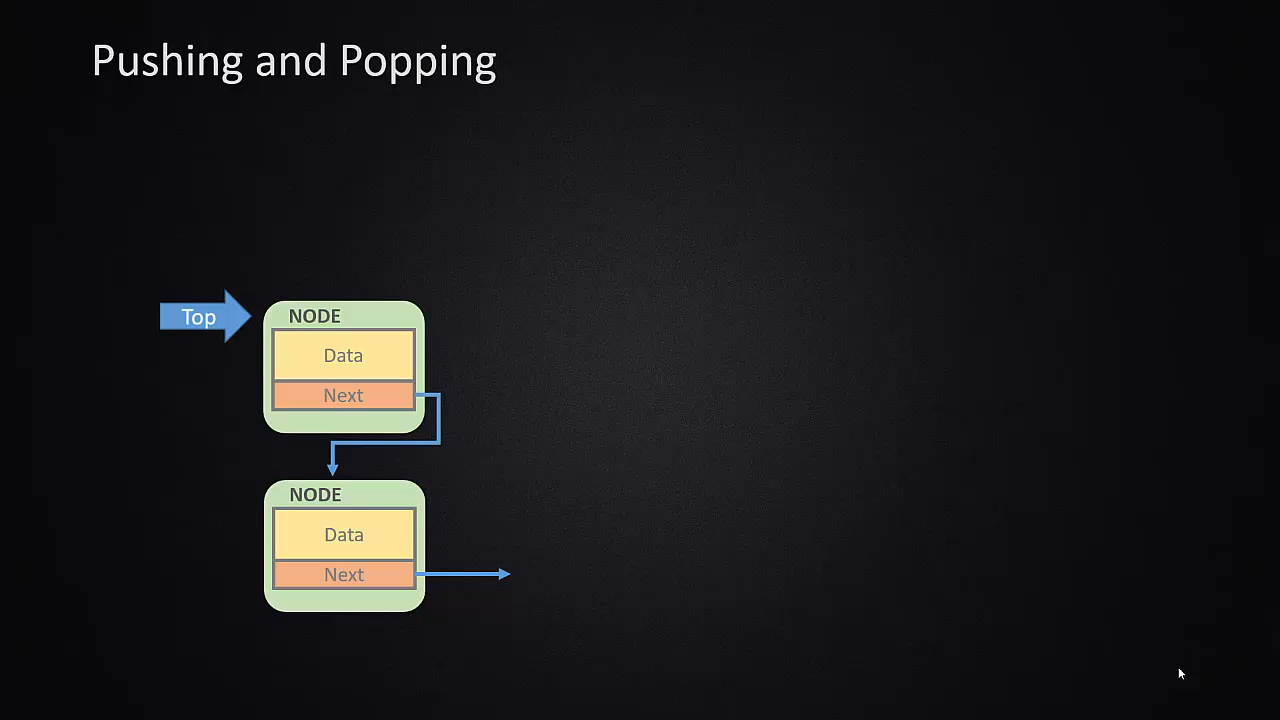 Pushing and Popping
Top
NODE
Data
Next
NODE
Data
Next